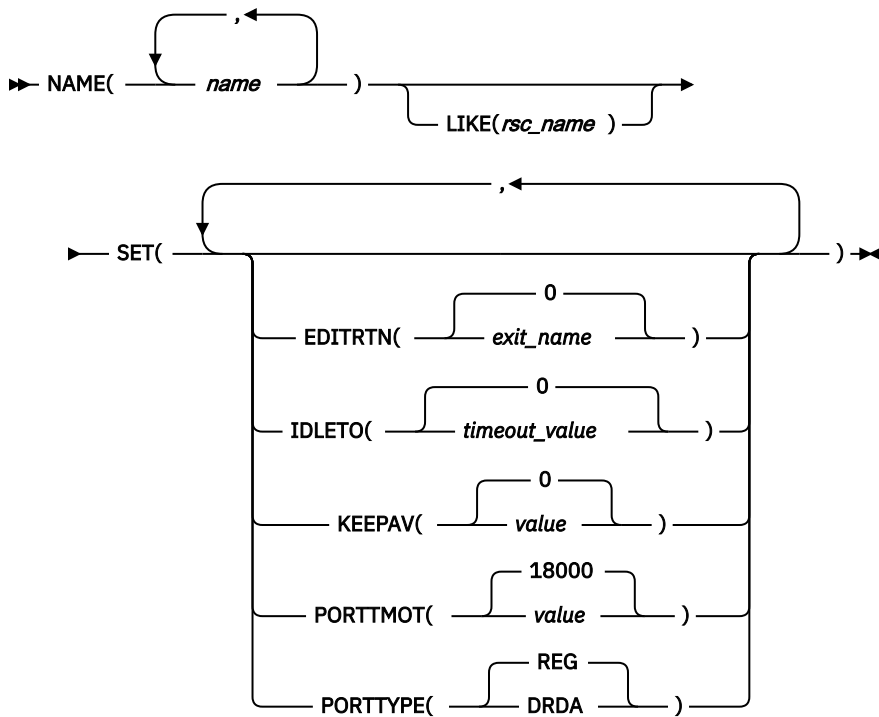 ,
NAME( name )
LIKE(rsc_name )
,
SET( )
0
EDITRTN( exit_name )
0
IDLETO( timeout_value )
0
KEEPAV( value )
18000
PORTTMOT( value )
REG
PORTTYPE( DRDA )